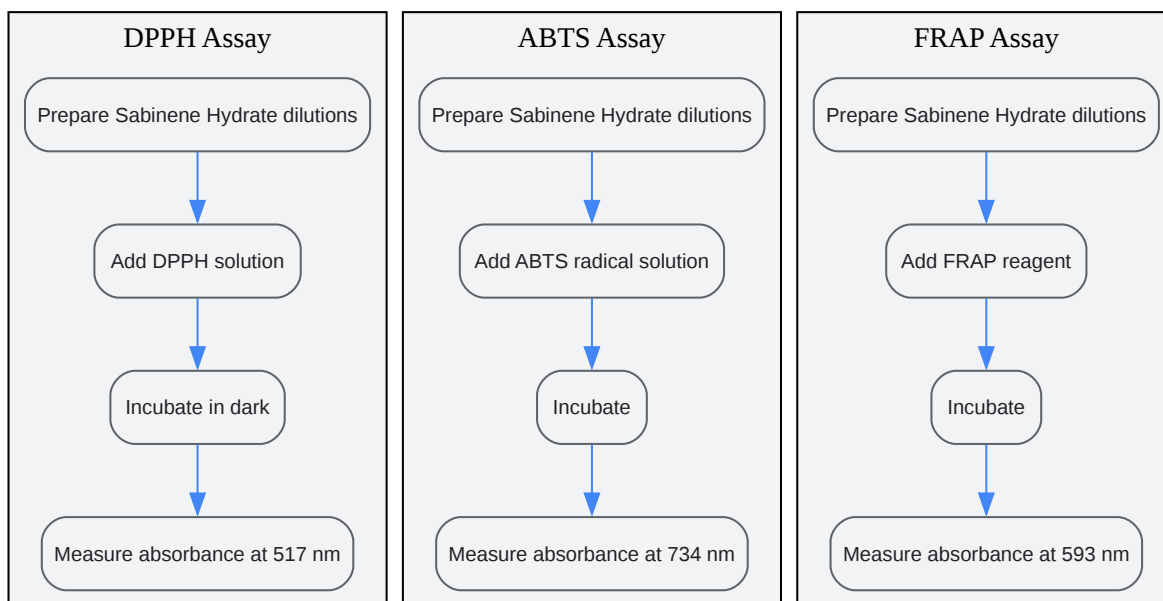 DPPH Assay
Prepare Sabinene Hydrate dilutions
Add DPPH solution
Incubate in dark
Measure absorbance at 517 nm
ABTS Assay
Prepare Sabinene Hydrate dilutions
Add ABTS radical solution
Incubate
Measure absorbance at 734 nm
FRAP Assay
Prepare Sabinene Hydrate dilutions
Add FRAP reagent
Incubate
Measure absorbance at 593 nm